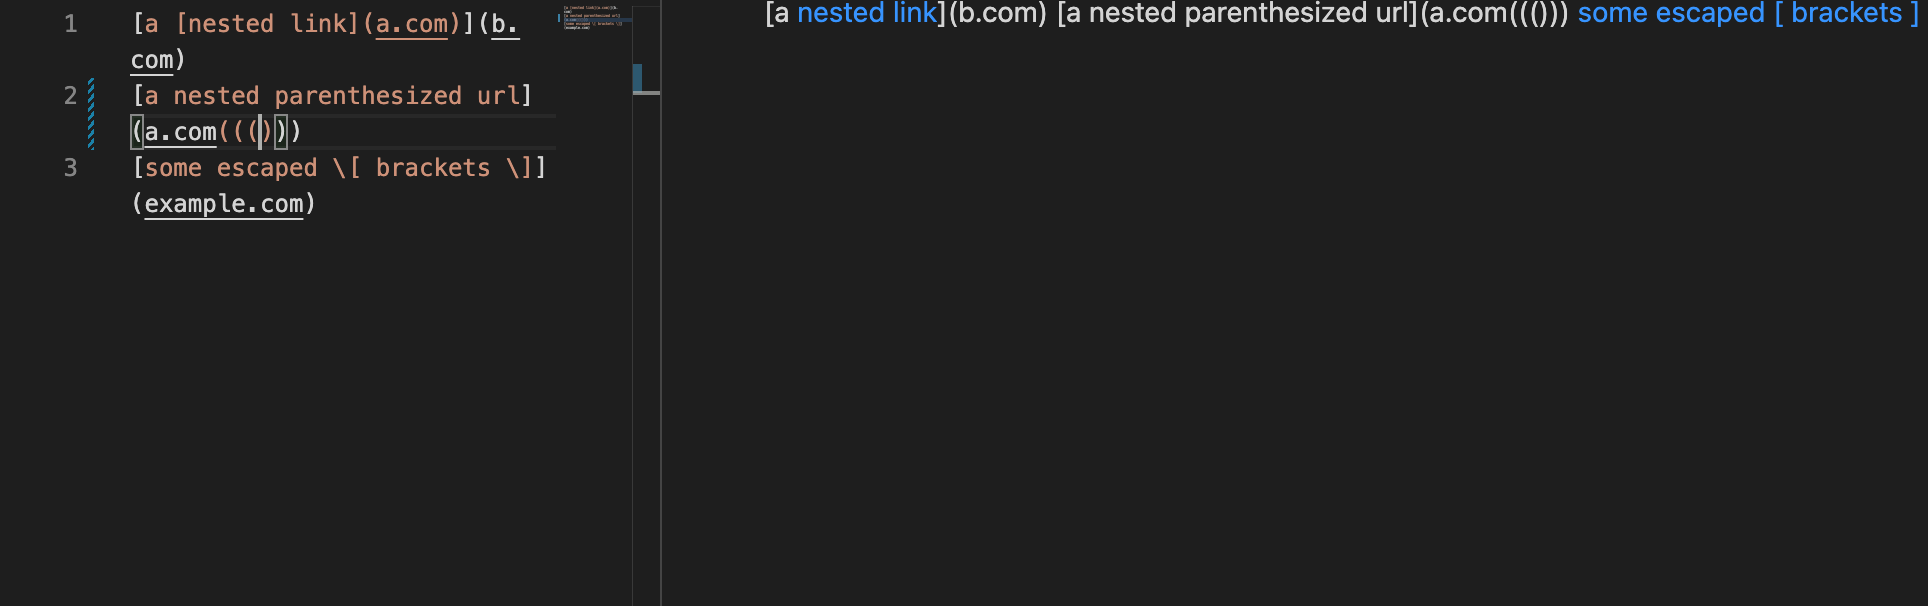 1 [a [nested link](a.com)](b.
com)
2 [a nested parenthesized url]
(a.com((()))
3 [some escaped \[ brackets \]]
(example.com)
[a nested link](b.com) [a nested parenthesized url](a.com((())) some escaped [ brackets ]